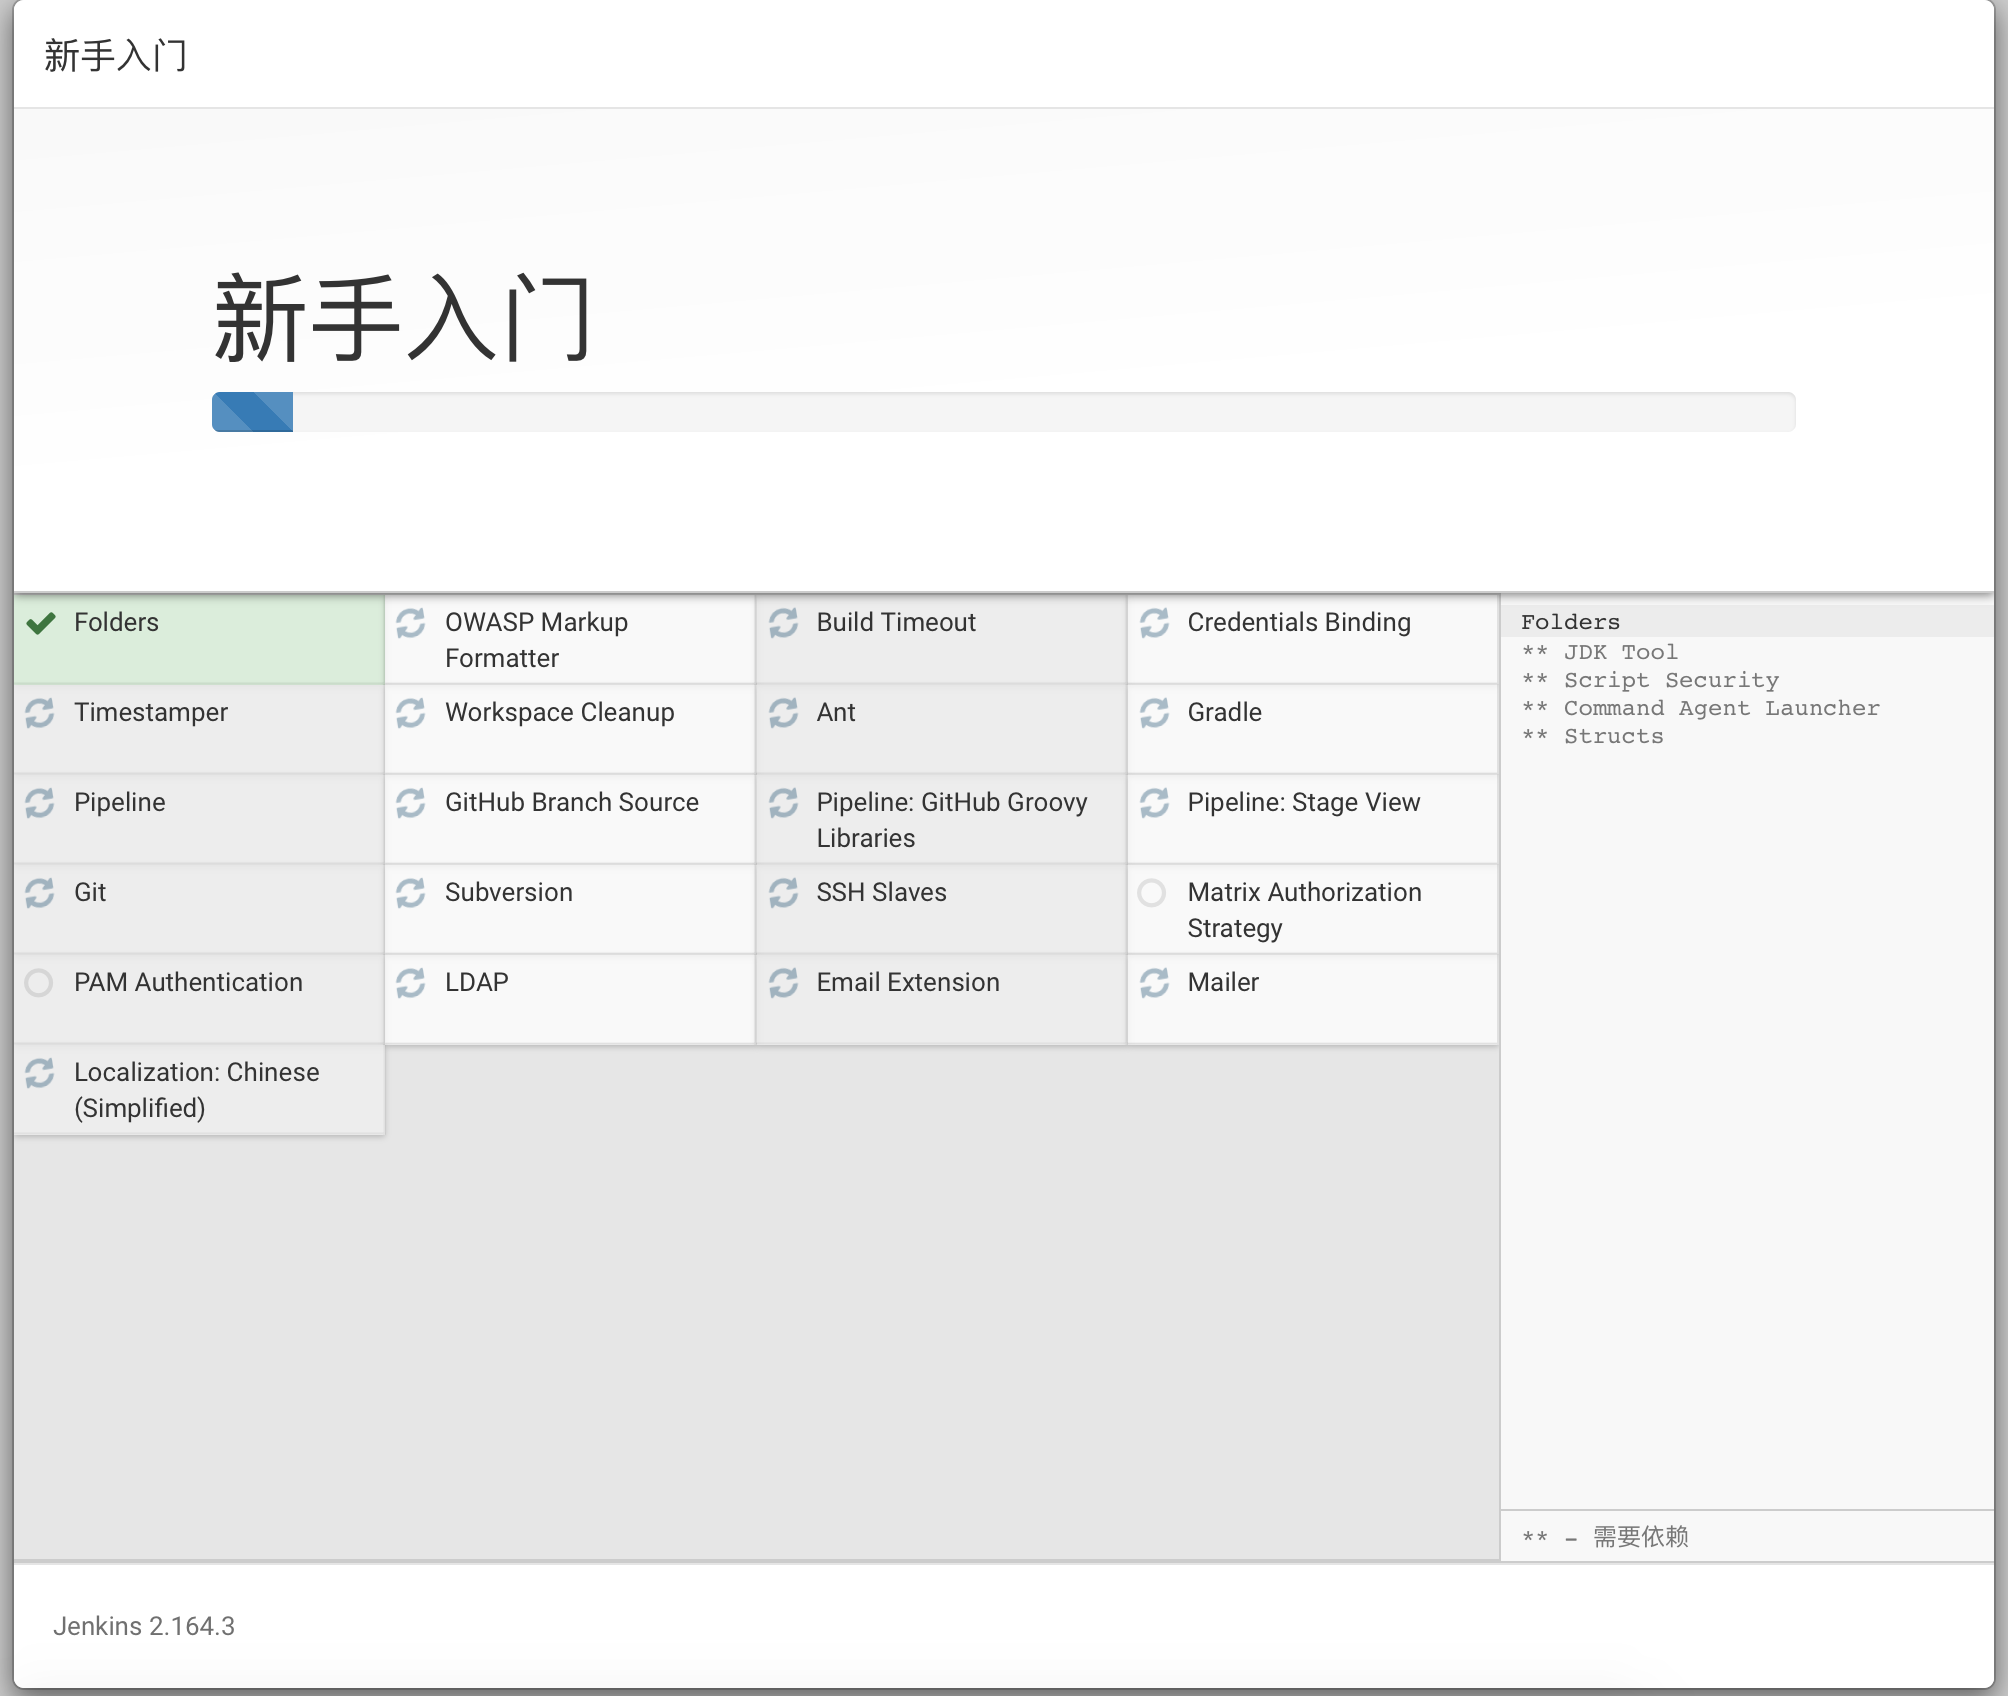 新手入门
新手入门
Folders
OWASP Markup
Formatter
Build Timeout
Credentials Binding
Timestamper
Workspace Cleanup
Ant
Gradle
Pipeline
GitHub Branch Source
Pipeline: GitHub Groovy
Libraries
Pipeline: Stage View
Git
Subversion
SSH Slaves
Matrix Authorization
Strategy
PAM Authentication
LDAP
Email Extension
Mailer
Localization: Chinese
(Simplified)
Folders
** JDK Tool
** Script Security
** Command Agent Launcher
** Structs
** – 需要依赖
Jenkins 2.164.3